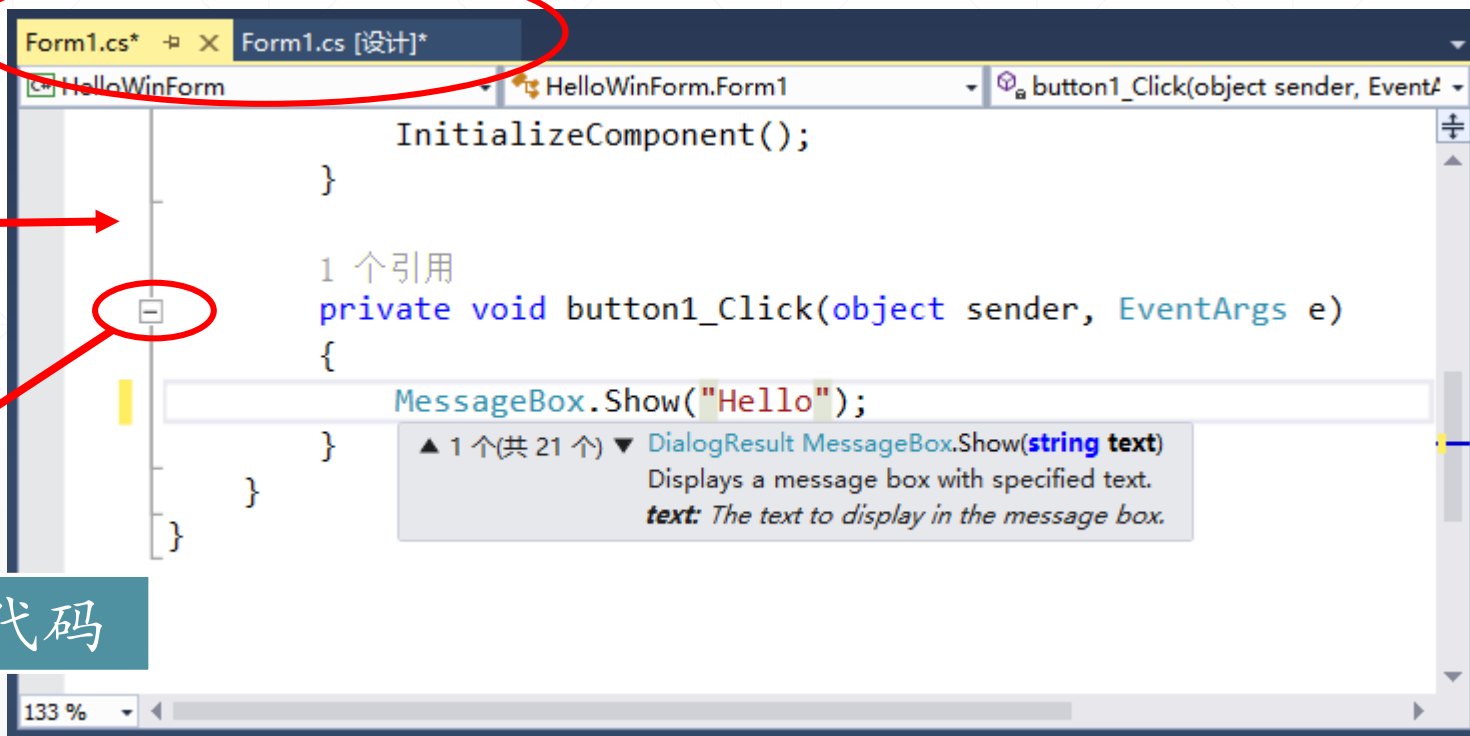 Form1.cs* Form1.cs [设计]*
HelloWinForm HelloWinForm.Form1 button1_Click(object sender, EventA
InitializeComponent();
}
1 个引用
private void button1_Click(object sender, EventArgs e)
{
MessageBox.Show("Hello");
}
▲ 1 个(共 21 个) ▼ DialogResult MessageBox.Show(string text)
Displays a message box with specified text.
text: The text to display in the message box.
}
}
代码
133 %